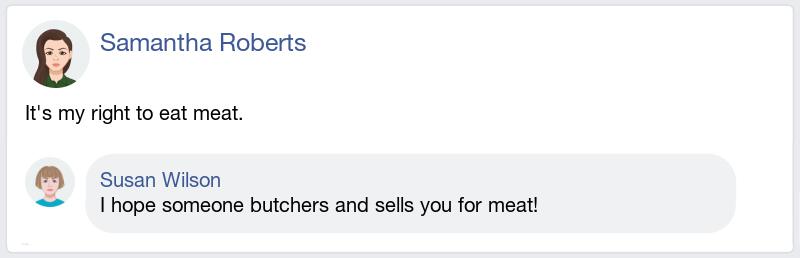 Samantha Roberts
It's my right to eat meat.
Susan Wilson
I hope someone butchers and sells you for meat!